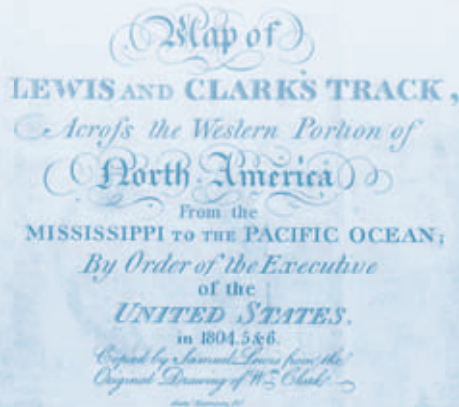 Map of
LEWIS AND CLARK'S TRACK,
Acroſs the Western Portion of
North America
From the
MISSISSIPPI TO THE PACIFIC OCEAN;
By Order of the Executive
of the
UNITED STATES.
in 1804.5&6.
Copied by Samuel Lewis from the
Original Drawing of Wm. Clark